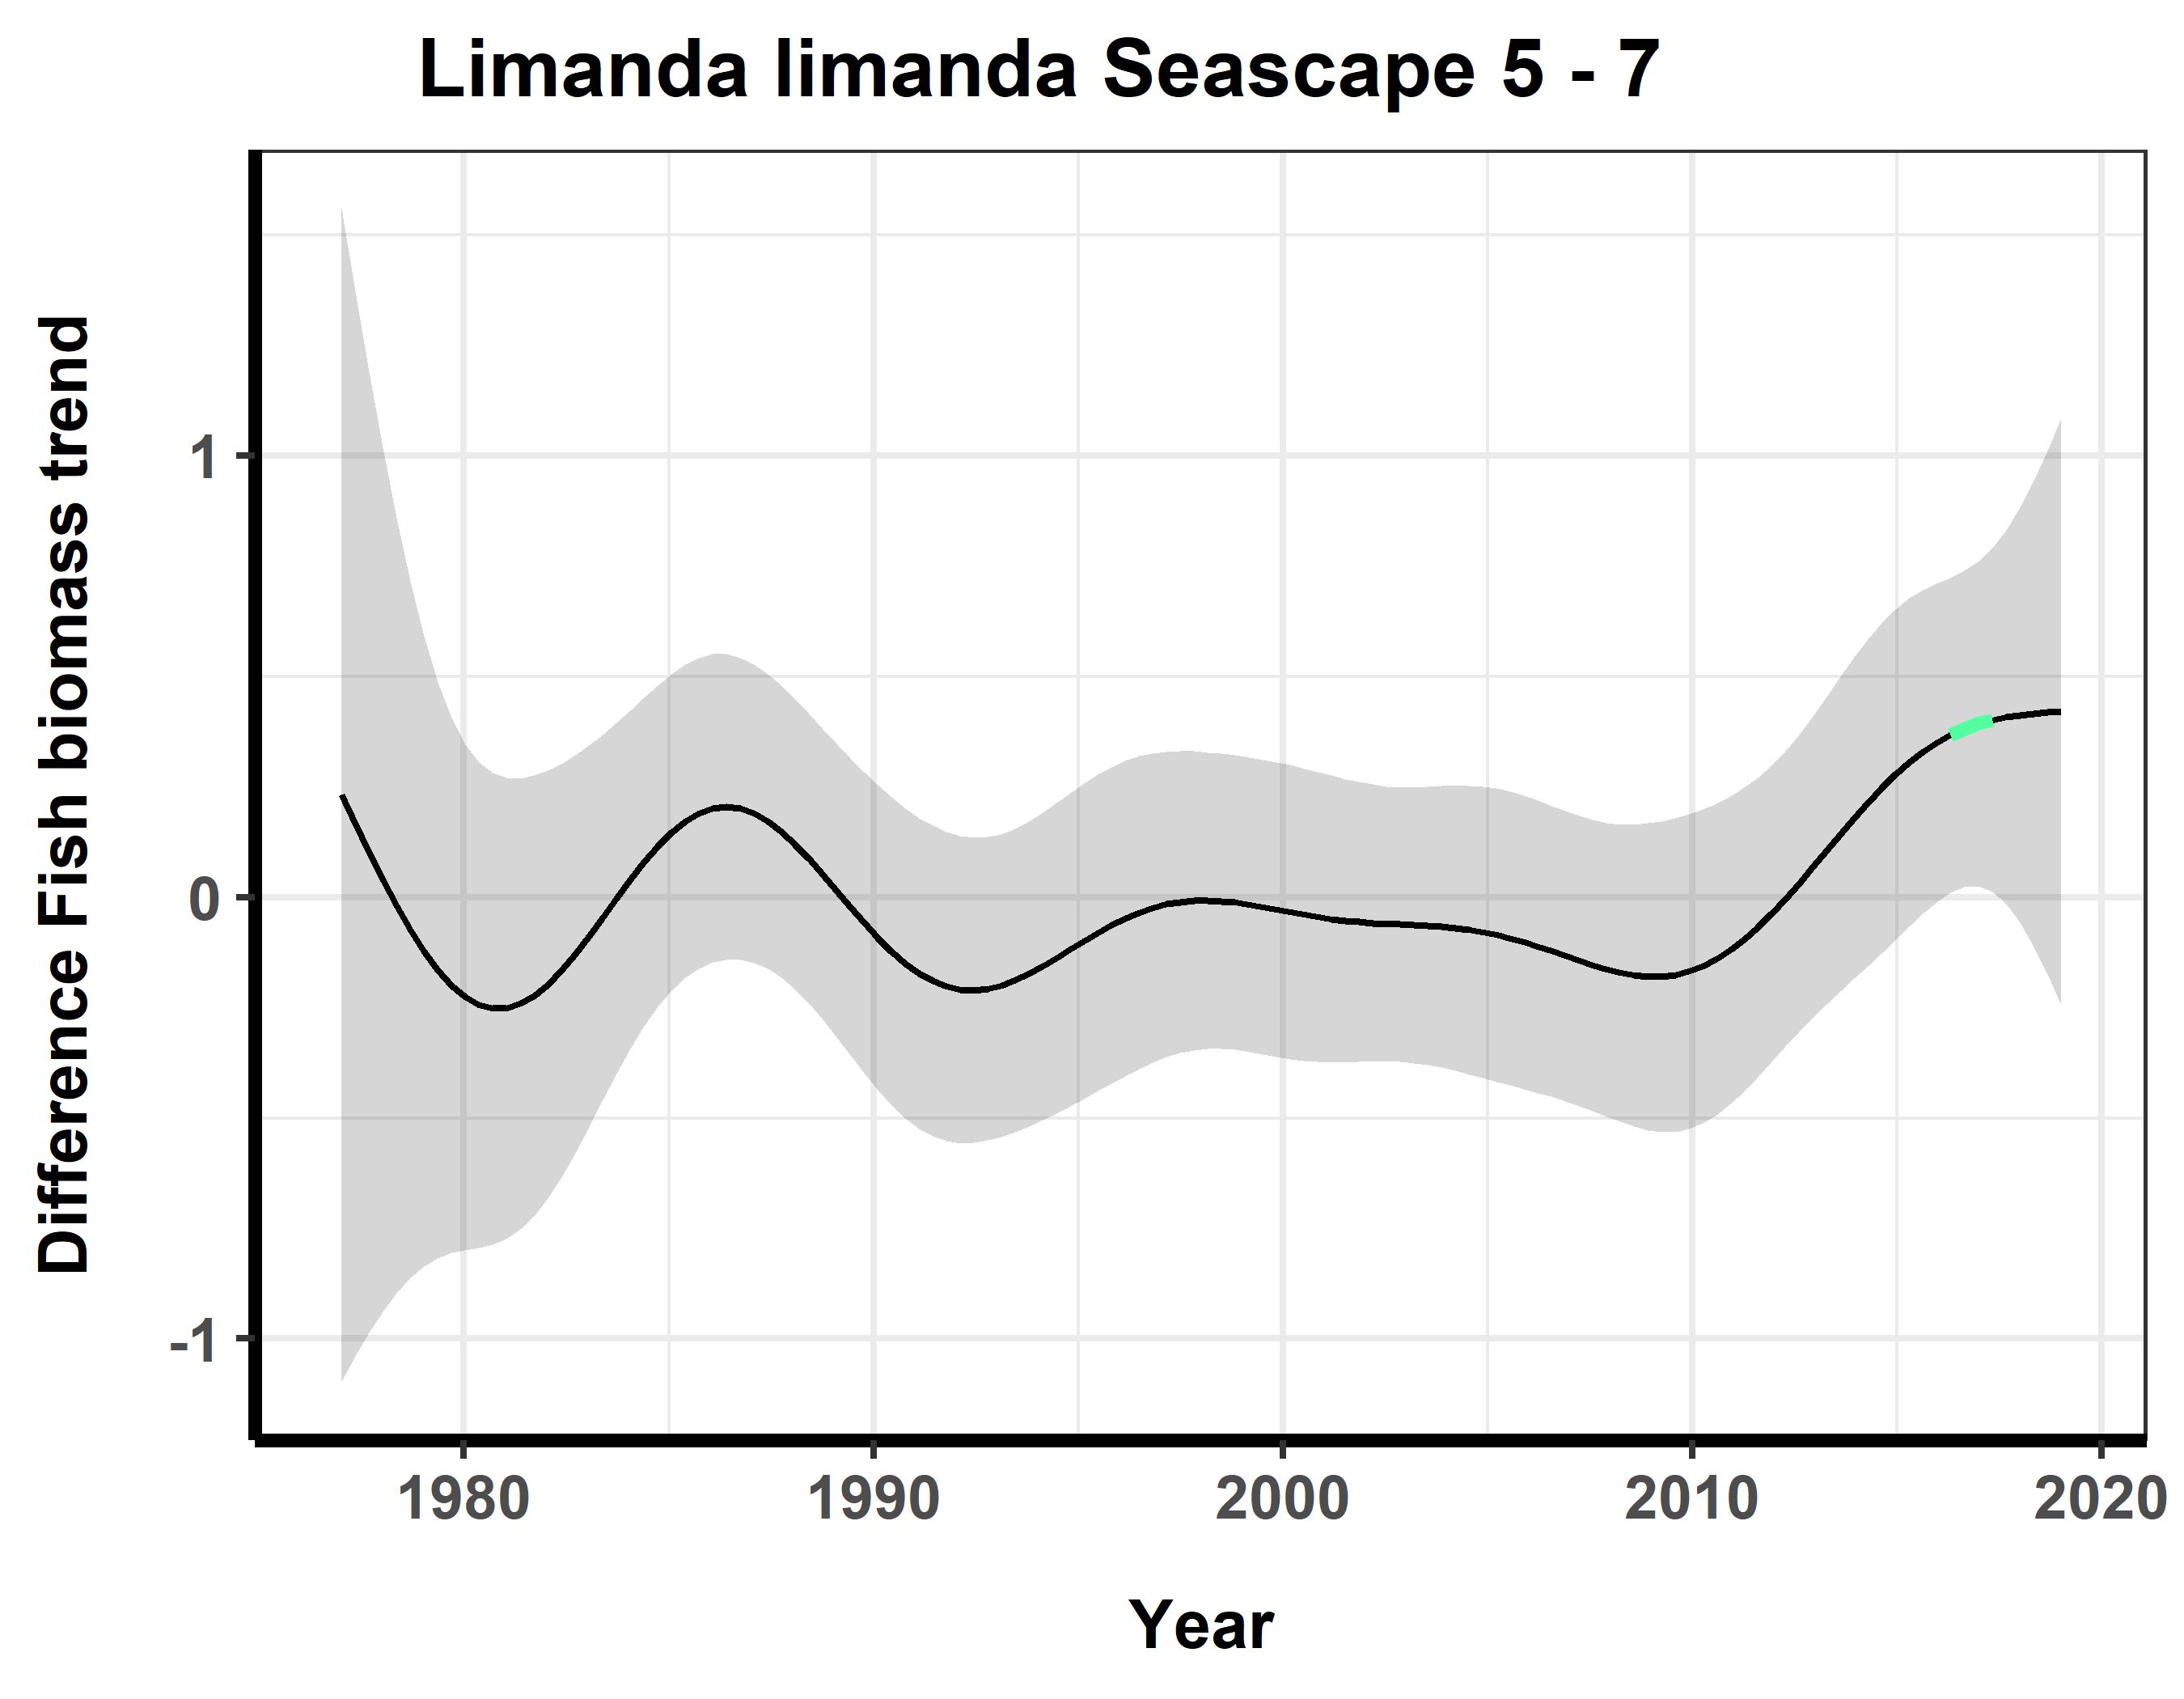 Limanda limanda Seascape 5 - 7
Difference Fish biomass trend
1
0
-1
1980 1990 2000 2010 2020
Year